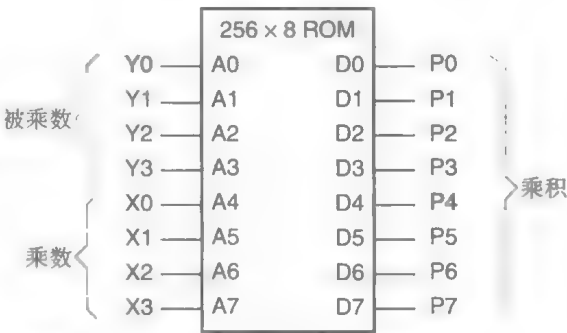 256 × 8 ROM
Y0 A0 D0 P0
Y1 A1 D1 P1
被乘数
Y2 A2 D2 P2
Y3 A3 D3 P3
X0 A4 D4 P4
乘积
X1 A5 D5 P5
乘数
X2 A6 D6 P6
X3 A7 D7 P7